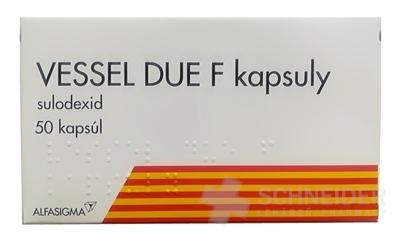 VESSEL DUE F kapsuly
sulodexid
50 kapsúl
SCHNEIDER
ALFASIGMA